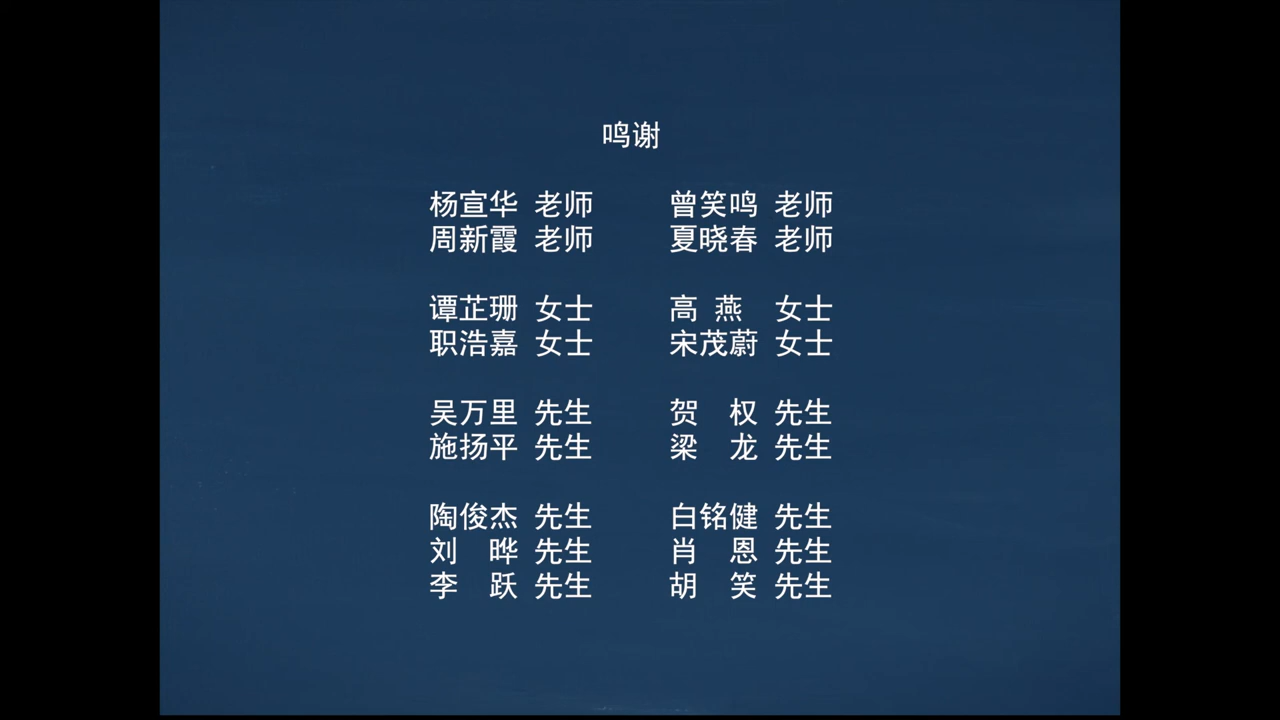 鸣谢
杨宣华 老师 曾笑鸣 老师
周新霞 老师 夏晓春 老师
谭芷珊 女士 高 燕 女士
职浩嘉 女士 宋茂蔚 女士
吴万里 先生 贺 权 先生
施扬平 先生 梁 龙 先生
陶俊杰 先生 白铭健 先生
刘 晔 先生 肖 恩 先生
李 跃 先生 胡 笑 先生